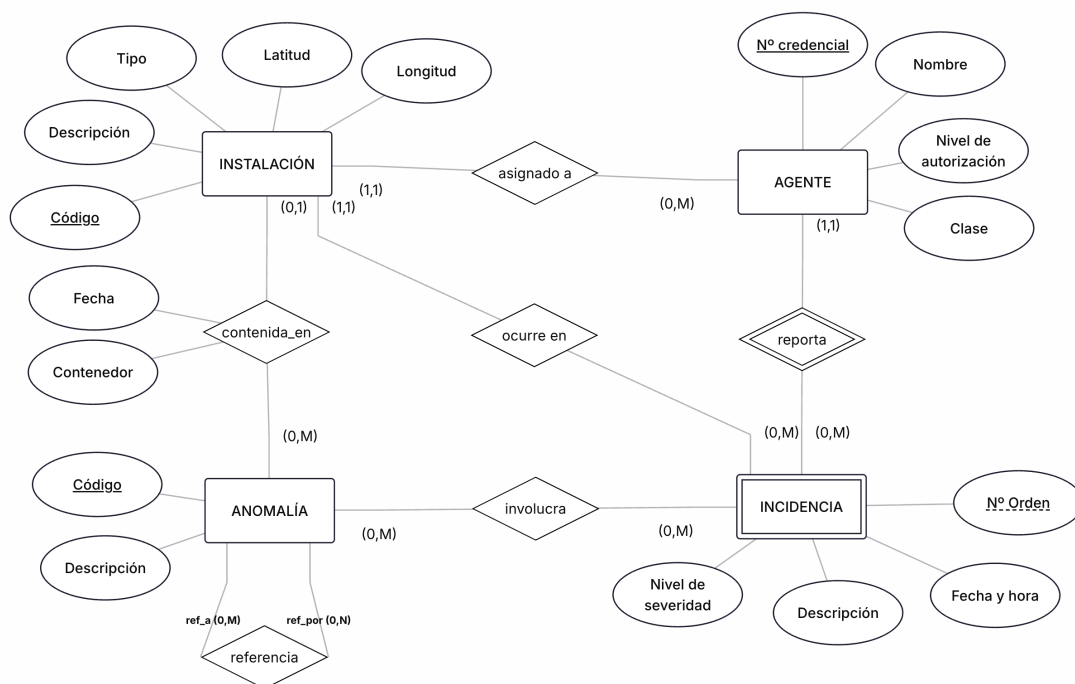 Tipo
Latitud
Longitud
Nº credencial
Nombre
Descripción
INSTALACIÓN
asignado a
AGENTE
Nivel de
autorización
Código
(0,1)
(1,1)
(1,1)
(0,M)
(1,1)
Clase
Fecha
contenida_en
ocurre en
reporta
Contenedor
(0,M)
(0,M)
(0,M)
Código
ANOMALÍA
involucra
INCIDENCIA
Nº Orden
(0,M)
(0,M)
Descripción
Nivel de
severidad
Descripción
Fecha y hora
ref_a (0,M)
ref_por (0,N)
referencia